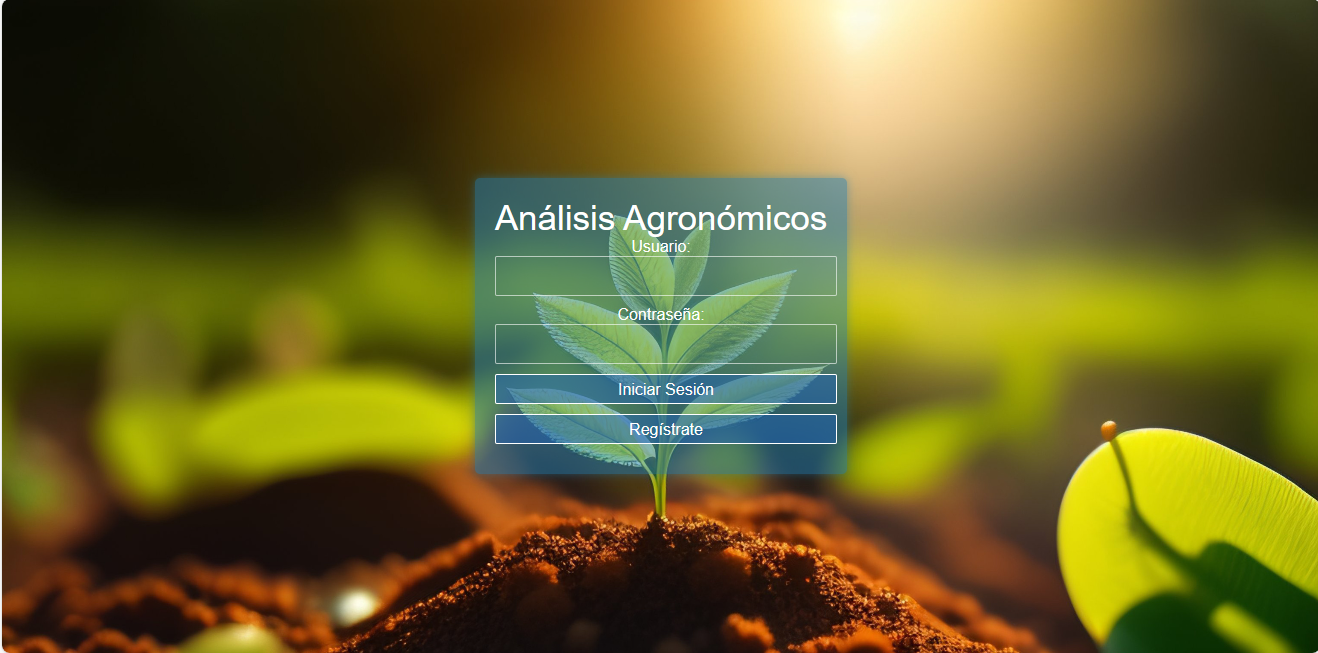 Análisis Agronómicos
Usuario:
Contraseña:
Iniciar Sesión
Regístrate